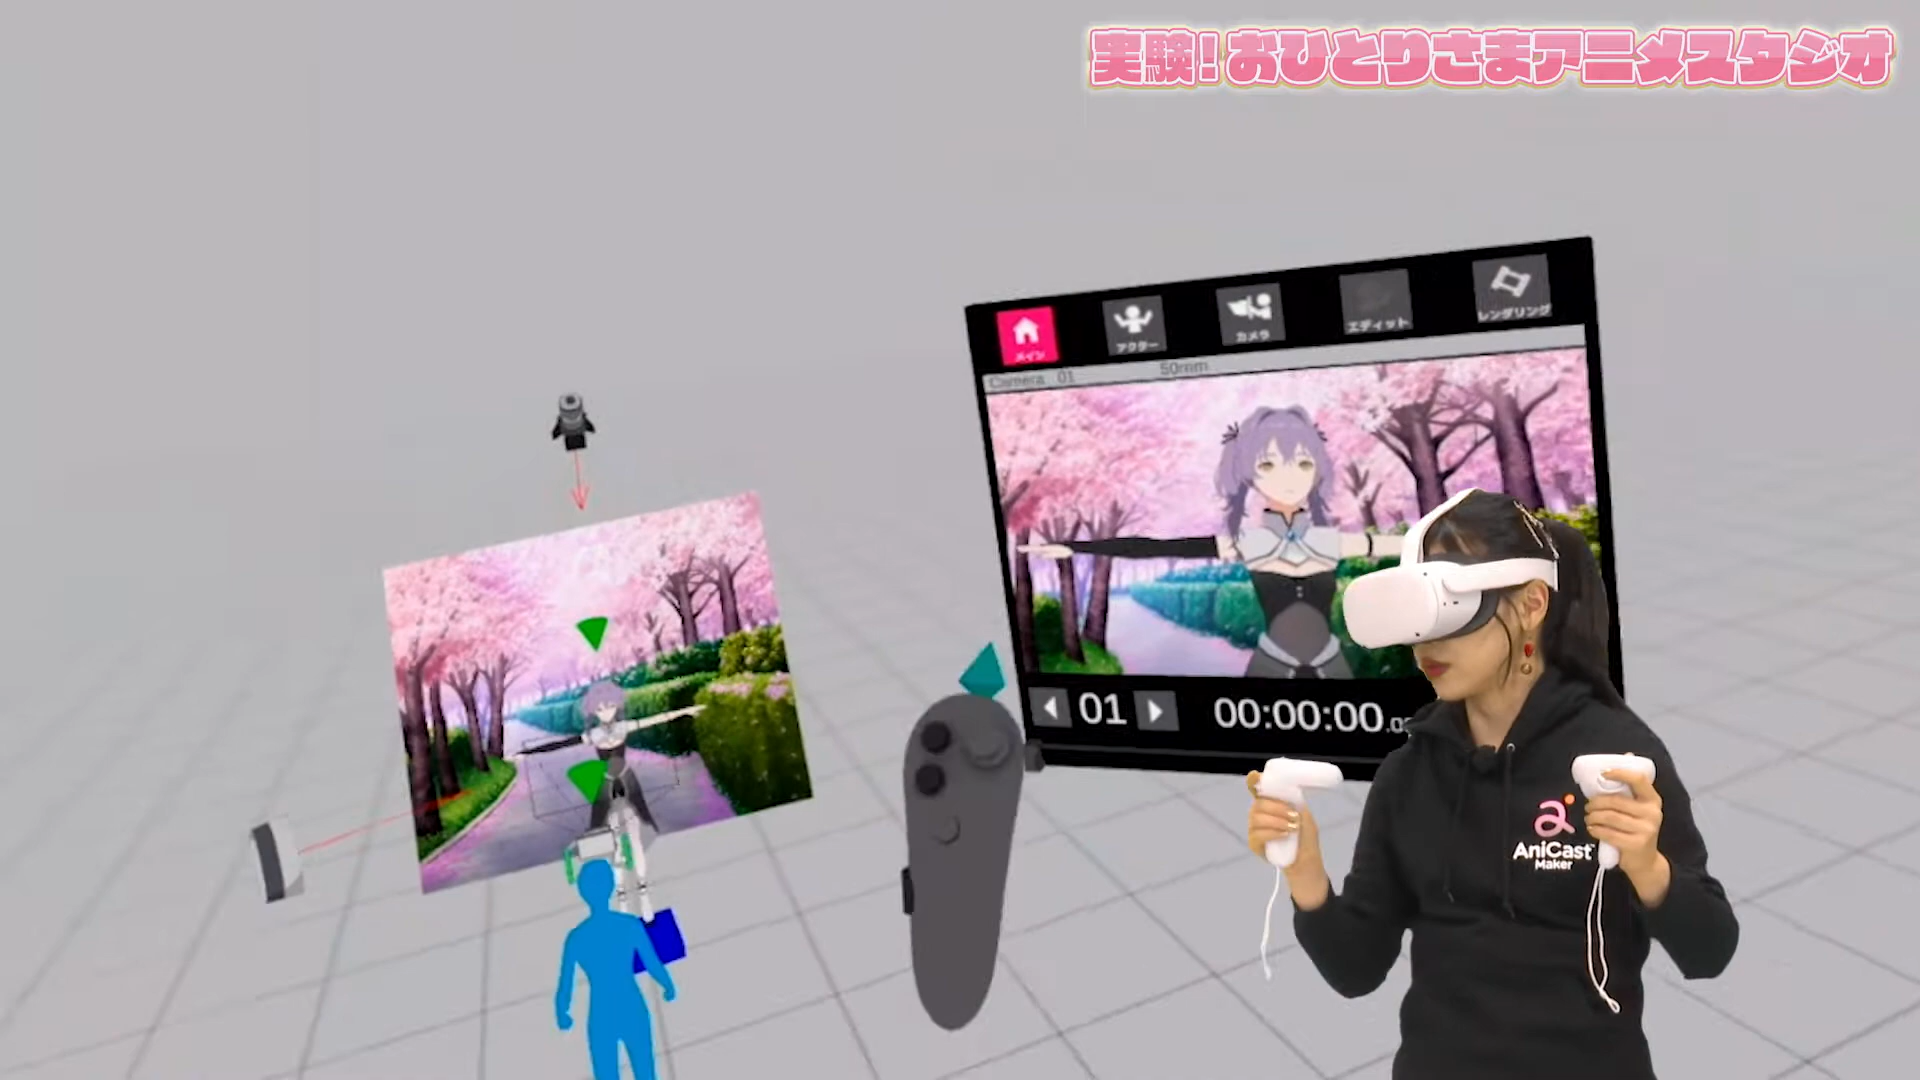 実験!おひとりさまアニメスタジオ
メイン
アクター
カメラ
エディット
レンダリング
Camera 01 50mm
01 00:00:00
AniCast
Maker